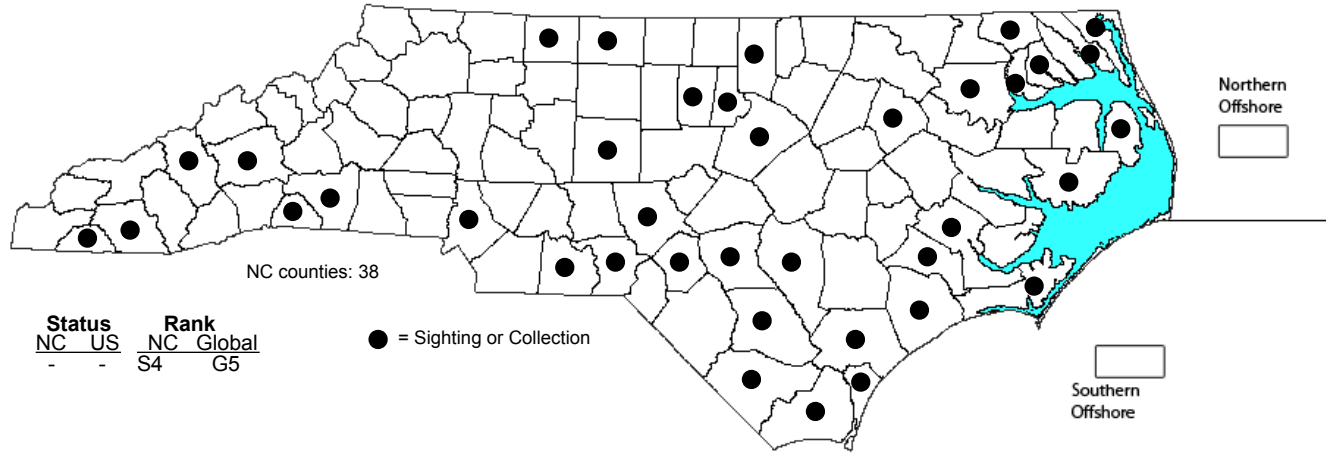 Northern
Offshore
NC counties: 38
Status Rank
NC US NC Global
- - S4 G5
= Sighting or Collection
Southern
Offshore